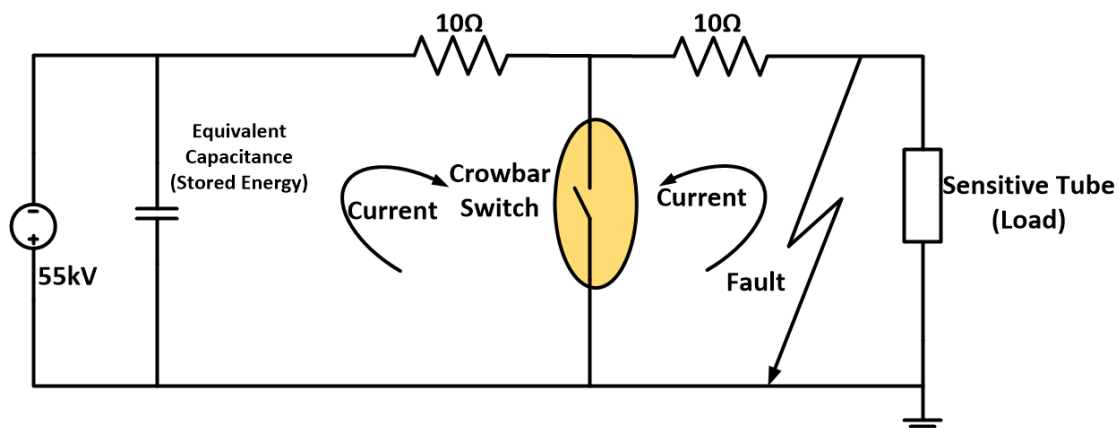 10Ω
10Ω
Equivalent
Capacitance
(Stored Energy)
Crowbar
Switch
Current
Current
Sensitive Tube
(Load)
-
+
55kV
Fault